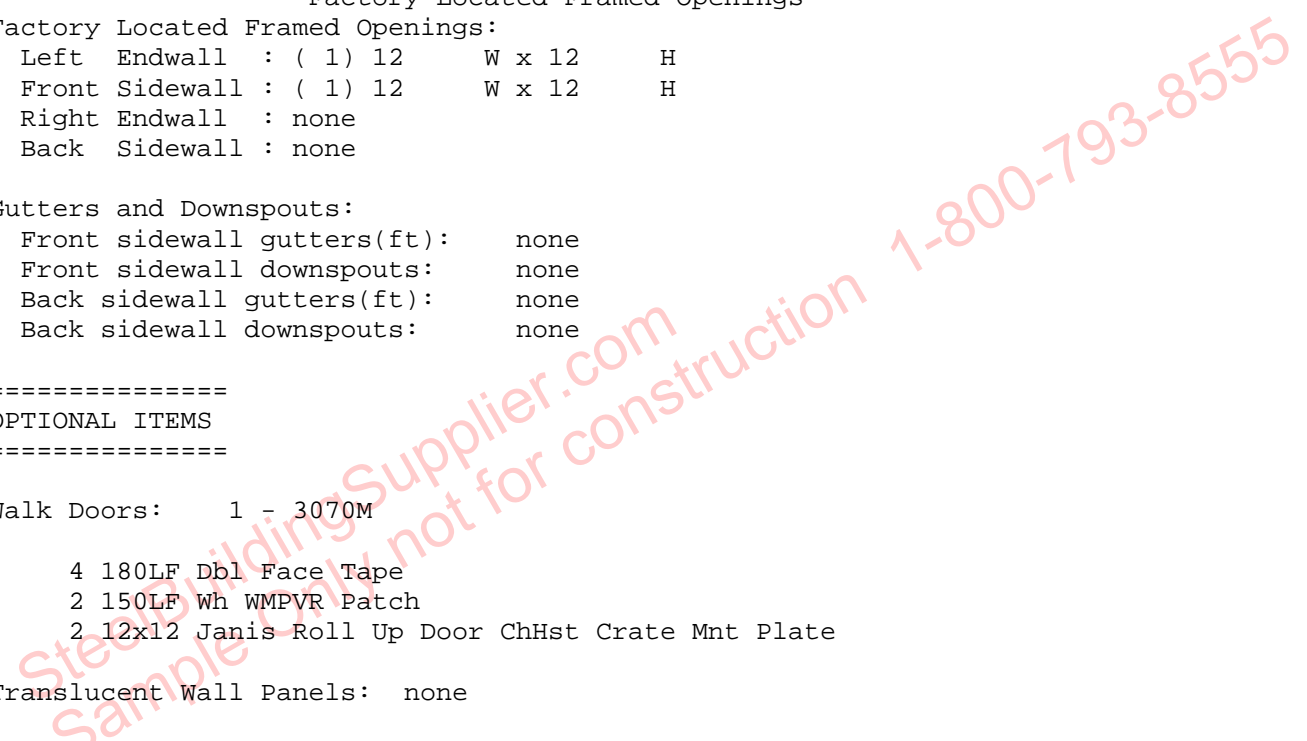 Factory Located Framed Openings
Factory Located Framed Openings:
Left Endwall : ( 1) 12 W x 12 H
Front Sidewall : ( 1) 12 W x 12 H
Right Endwall : none
Back Sidewall : none
Gutters and Downspouts:
Front sidewall gutters(ft): none
Front sidewall downspouts: none
Back sidewall gutters(ft): none
Back sidewall downspouts: none
===============
OPTIONAL ITEMS
===============
Walk Doors: 1 - 3070M
4 180LF Dbl Face Tape
2 150LF Wh WMPVR Patch
2 12x12 Janis Roll Up Door ChHst Crate Mnt Plate
Translucent Wall Panels: none
SteelBuildingSupplier.com 1-800-793-8555
Sample Only not for construction